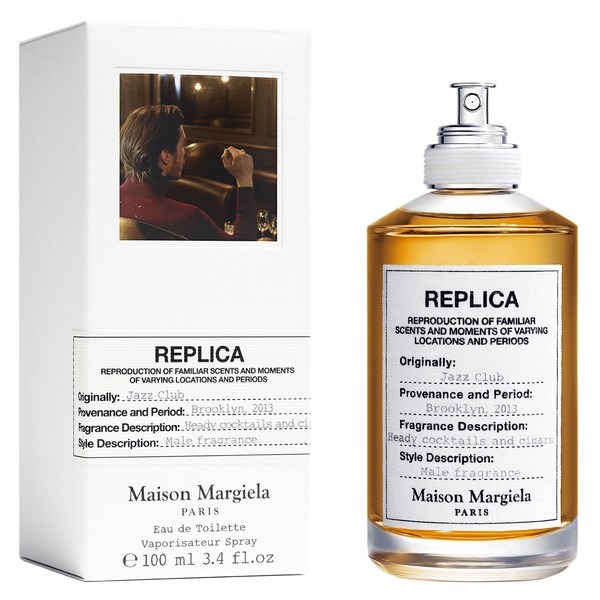 REPLICA
REPRODUCTION OF FAMILIAR SCENTS AND MOMENTS
OF VARYING LOCATIONS AND PERIODS
Originally: Jazz Club
Provenance and Period: Brooklyn, 2013
Fragrance Description: Heady cocktails and ci
Style Description: Male fragrance
Maison Margiela
PARIS
Eau de Toilette
Vaporisateur Spray
℮ 100 ml 3.4 fl.oz
REPLICA
REPRODUCTION OF FAMILIAR
SCENTS AND MOMENTS OF VARYING
LOCATIONS AND PERIODS
Originally:
Jazz Club
Provenance and Period:
Brooklyn, 2013
Fragrance Description:
Heady cocktails and cigars
Style Description:
Male fragrance
Maison Margiela
PARIS